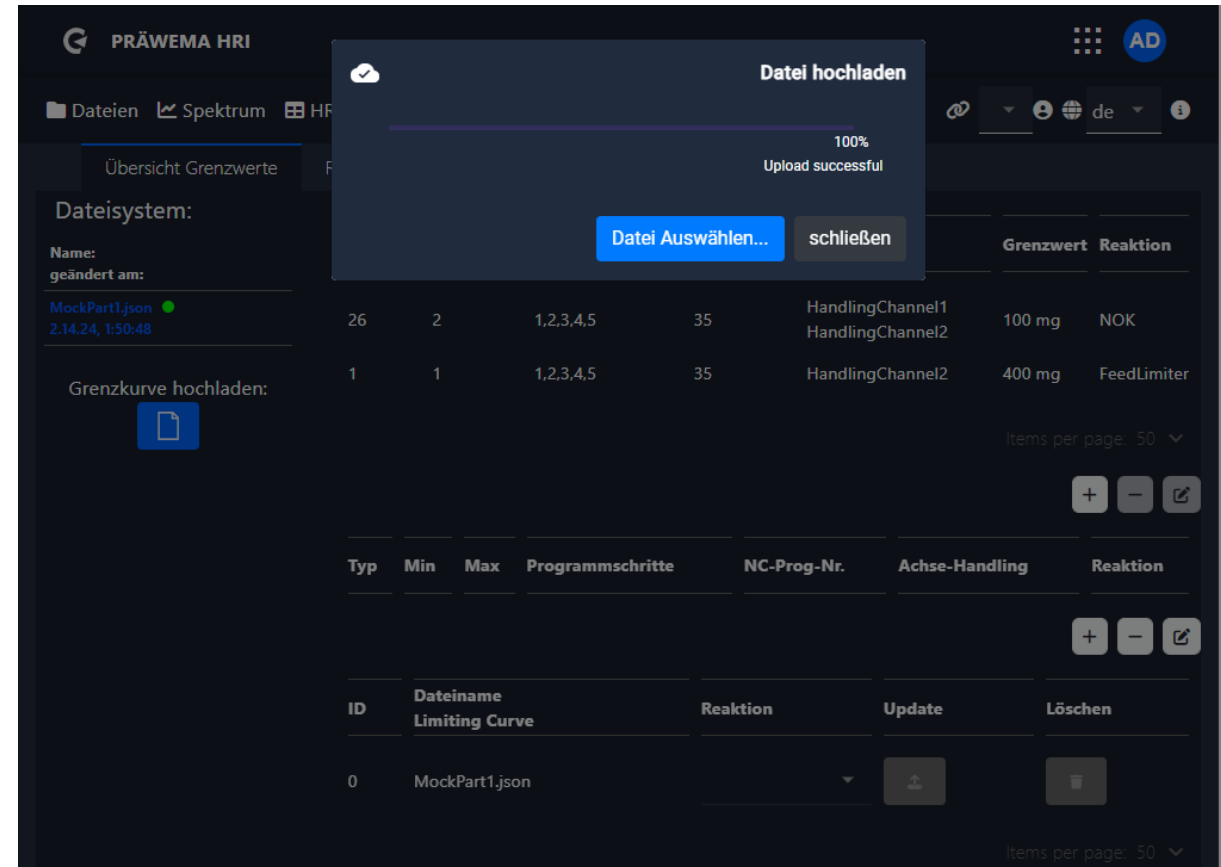 PRÄWEMA HRI
AD
Datei hochladen
100%
Upload successful
Datei Auswählen...
schließen
Dateien
Spektrum
HR
de
Übersicht Grenzwerte
Dateisystem:
Name:
geändert am:
MockPart1.json
2.14.24, 1:50:48
Grenzkurve hochladen:
Grenzwert Reaktion
26 2 1,2,3,4,5 35 HandlingChannel1 HandlingChannel2 100 mg NOK
1 1 1,2,3,4,5 35 HandlingChannel2 400 mg FeedLimiter
Items per page: 50
Typ Min Max Programmschritte NC-Prog-Nr. Achse-Handling Reaktion
ID Dateiname Limiting Curve Reaktion Update Löschen
0 MockPart1.json
Items per page: 50